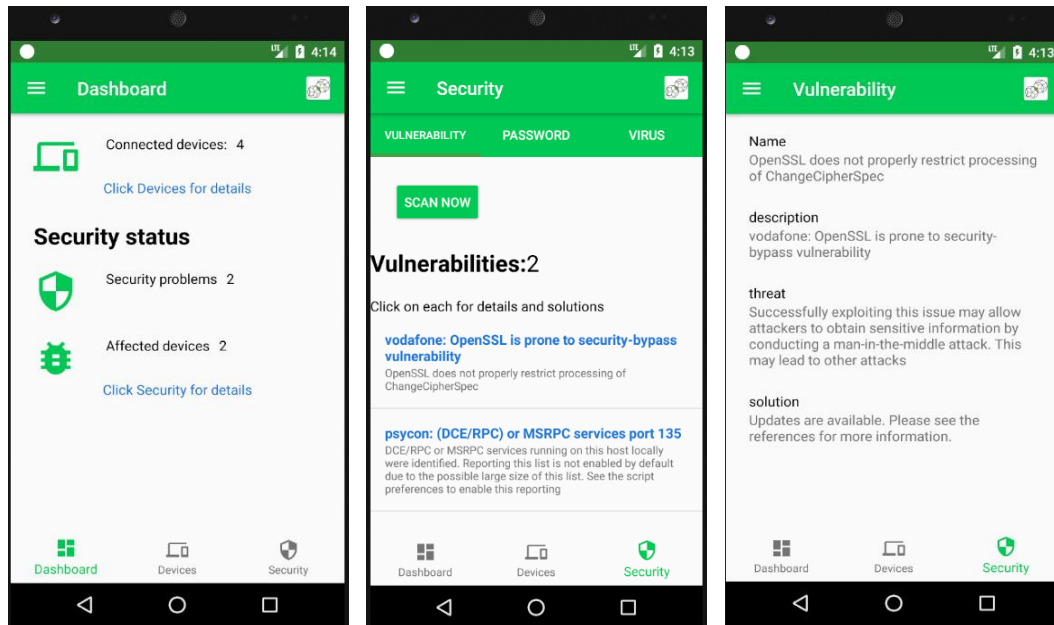 LTE 4:14
Dashboard
Connected devices: 4
Click Devices for details
Security status
Security problems 2
Affected devices 2
Click Security for details
Dashboard Devices Security
LTE 4:13
Security
VULNERABILITY PASSWORD VIRUS
SCAN NOW
Vulnerabilities:2
Click on each for details and solutions
vodafone: OpenSSL is prone to security-bypass
vulnerability
OpenSSL does not properly restrict processing of
ChangeCipherSpec
psycon: (DCE/RPC) or MSRPC services port 135
DCE/RPC or MSRPC services running on this host locally
were identified. Reporting this list is not enabled by default
due to the possible large size of this list. See the script
preferences to enable this reporting
Dashboard Devices Security
LTE 4:13
Vulnerability
Name
OpenSSL does not properly restrict processing
of ChangeCipherSpec
description
vodafone: OpenSSL is prone to security-
bypass vulnerability
threat
Successfully exploiting this issue may allow
attackers to obtain sensitive information by
conducting a man-in-the-middle attack. This
may lead to other attacks
solution
Updates are available. Please see the
references for more information.
Dashboard Devices Security